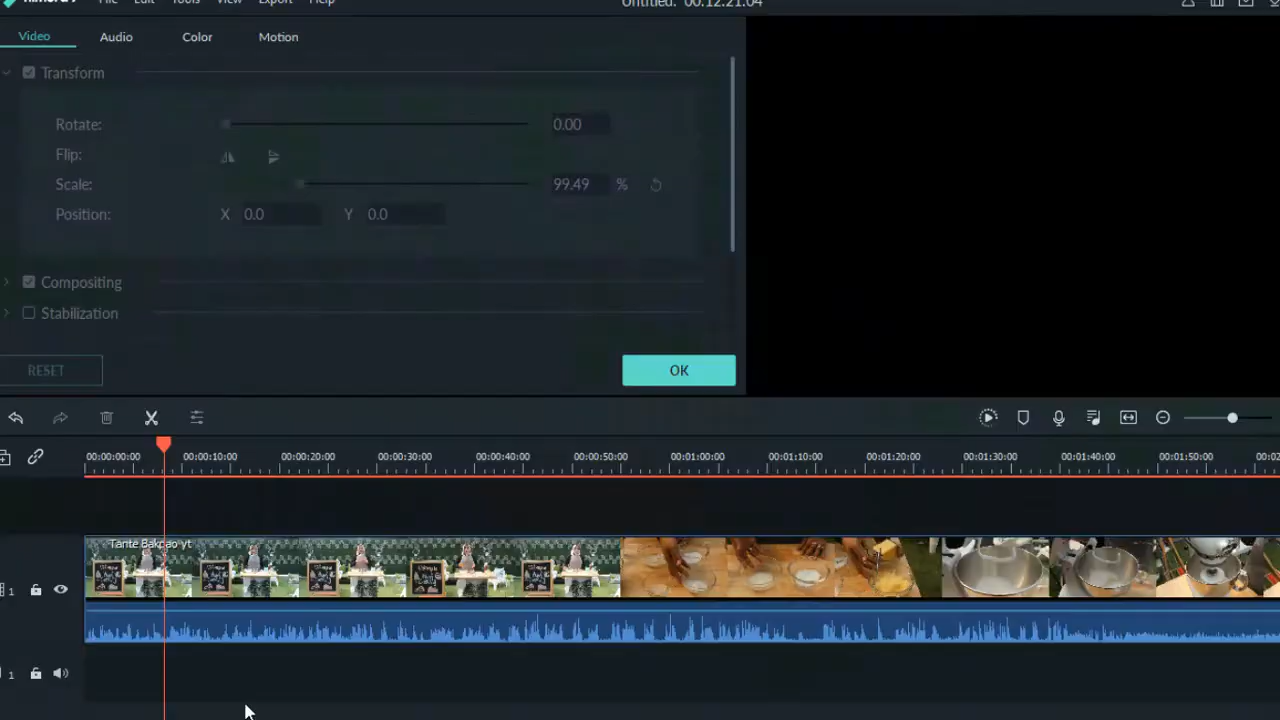 File Edit Tools View Export Help Untitled: 00:12:21:04
Video Audio Color Motion
Transform
Rotate: 0.00
Flip:
Scale: 99.49 %
Position: X 0.0 Y 0.0
Compositing
Stabilization
RESET OK
00:00:00:00 00:00:10:00 00:00:20:00 00:00:30:00 00:00:40:00 00:00:50:00 00:01:00:00 00:01:10:00 00:01:20:00 00:01:30:00 00:01:40:00 00:01:50:00
Tante Bakpao yt
1
1